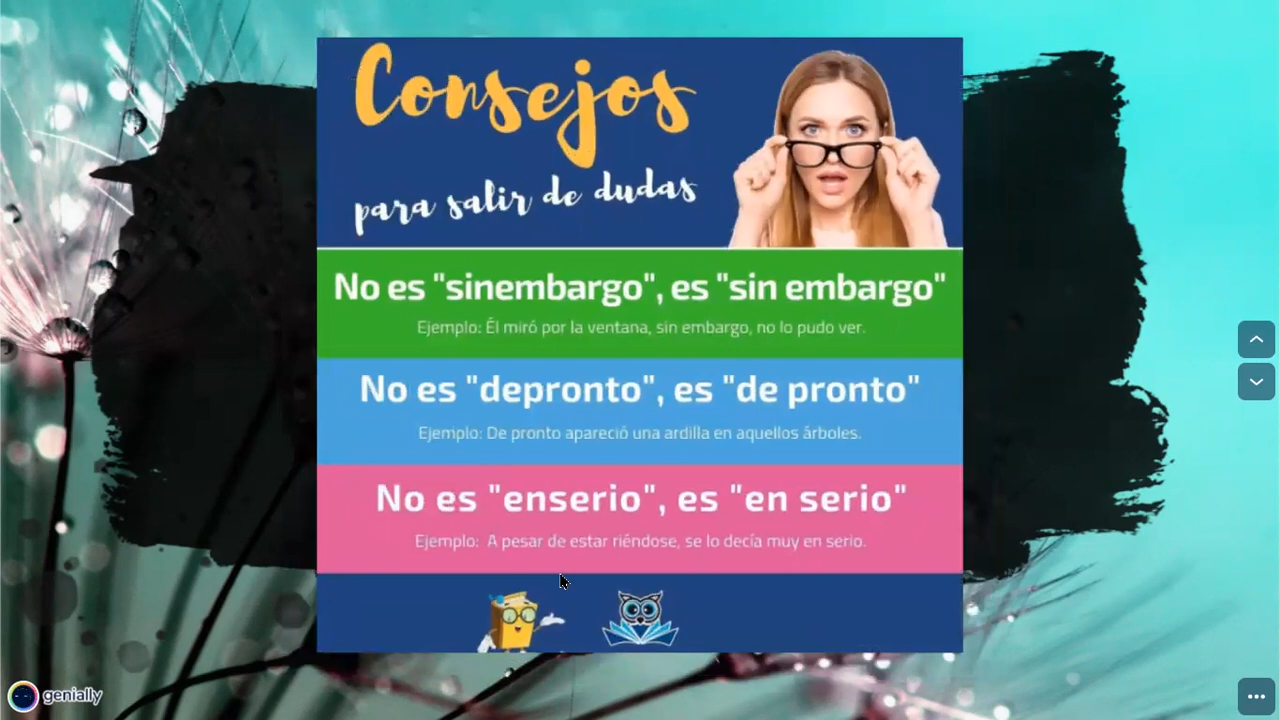 Consejos
para salir de dudas
No es "sinembargo", es "sin embargo"
Ejemplo: Él miró por la ventana, sin embargo, no lo pudo ver.
No es "depronto", es "de pronto"
Ejemplo: De pronto apareció una ardilla en aquellos árboles.
No es "enserio", es "en serio"
Ejemplo: A pesar de estar riéndose, se lo decía muy en serio.
genially